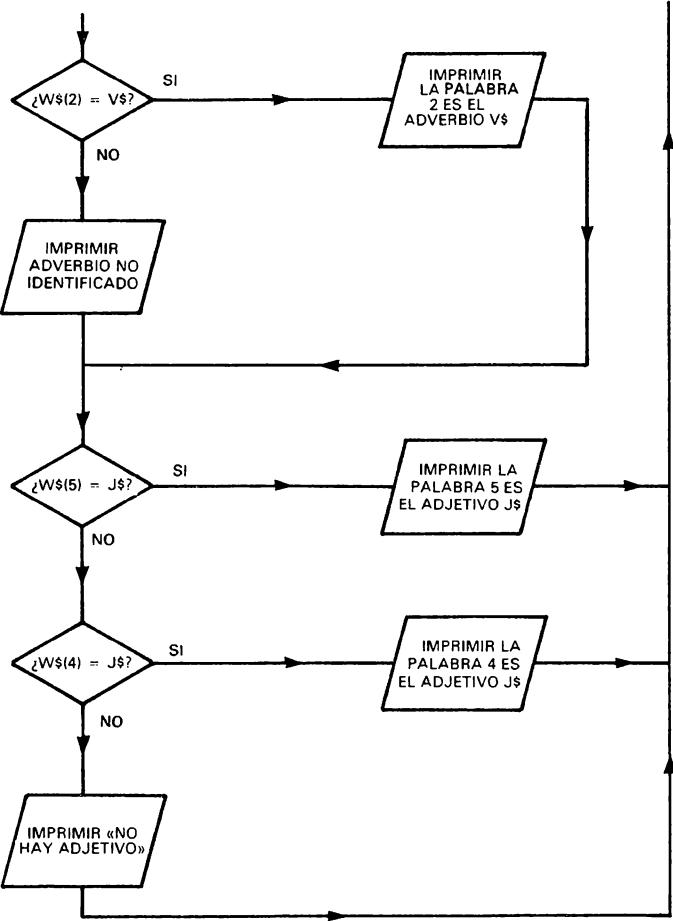 ¿W$(2) = V$?
SI
IMPRIMIR
LA PALABRA
2 ES EL
ADVERBIO V$
NO
IMPRIMIR
ADVERBIO NO
IDENTIFICADO
¿W$(5) = J$?
SI
IMPRIMIR LA
PALABRA 5 ES
EL ADJETIVO J$
NO
¿W$(4) = J$?
SI
IMPRIMIR LA
PALABRA 4 ES
EL ADJETIVO J$
NO
IMPRIMIR «NO
HAY ADJETIVO»